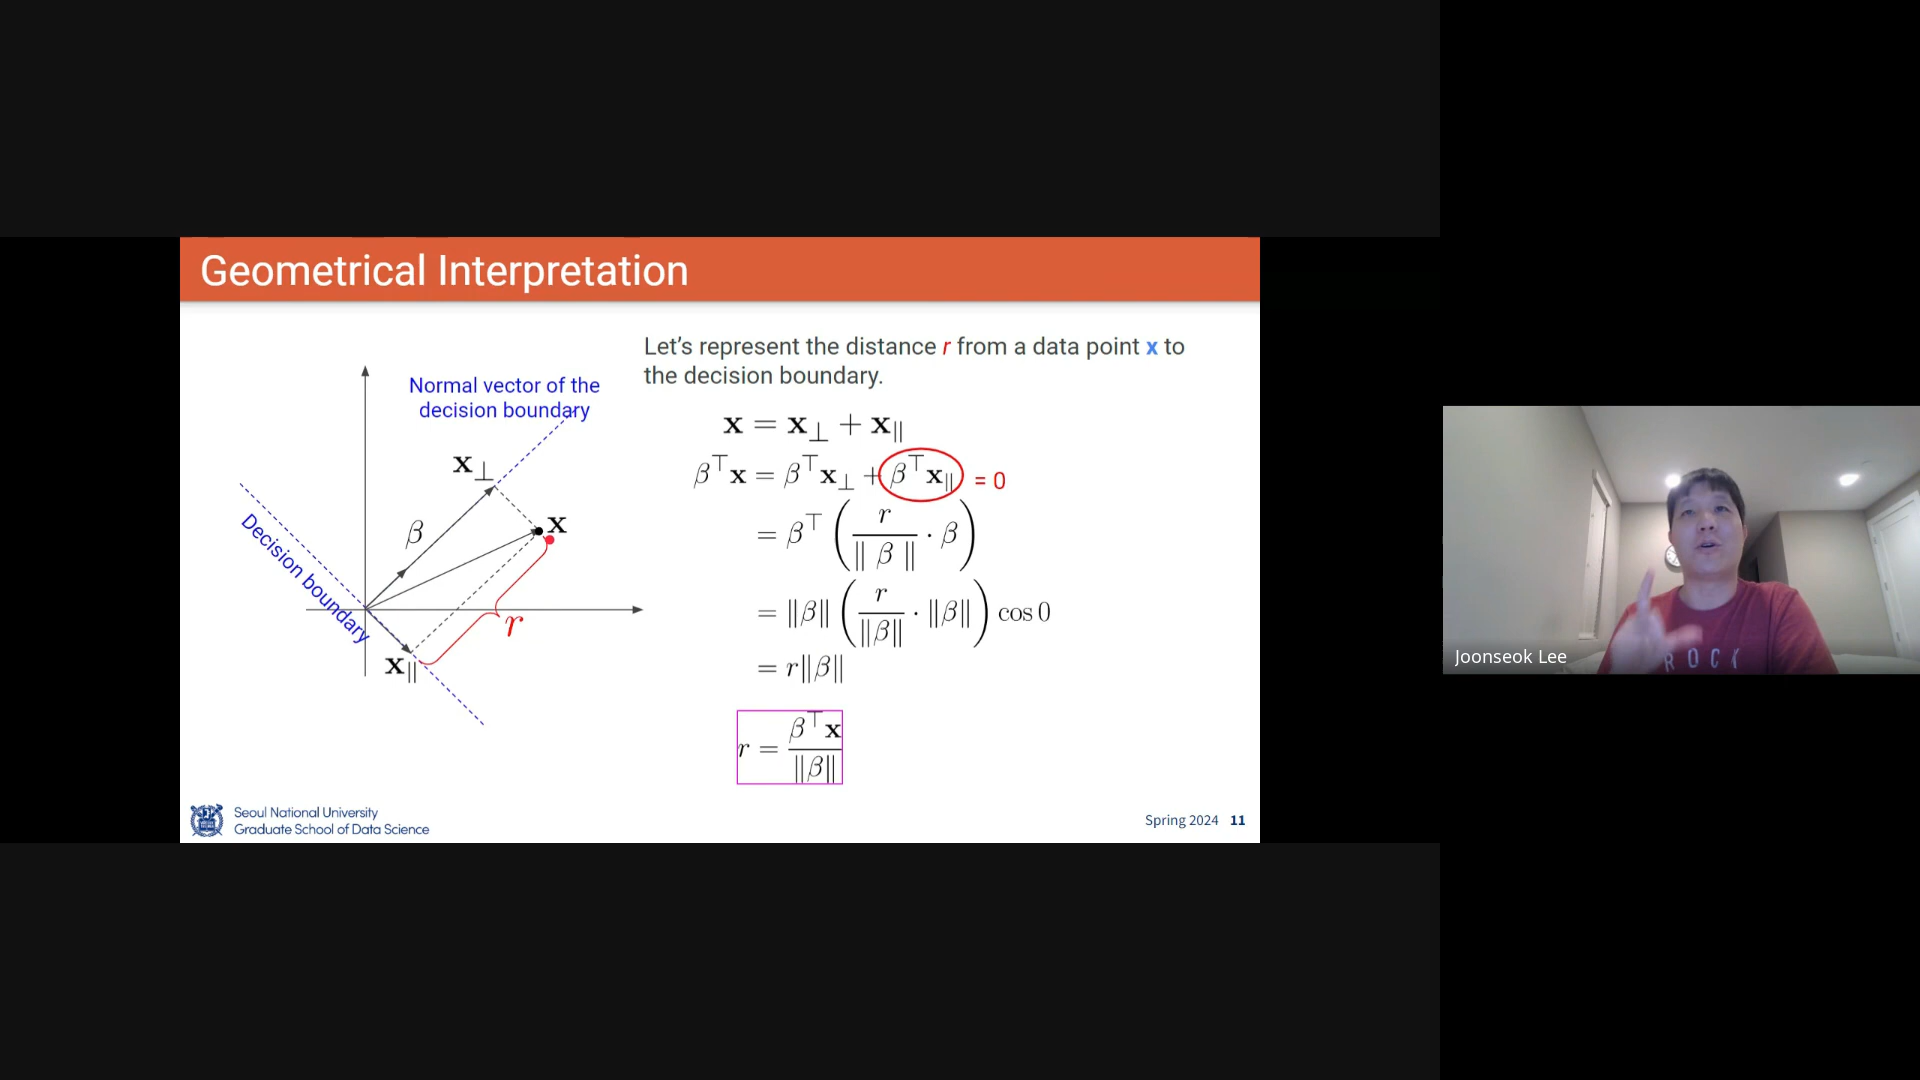 Geometrical Interpretation
Let's represent the distance r from a data point x to
the decision boundary.
Normal vector of the
decision boundary
x⊥
β
x
Decision boundary
r
x∥
x = x⊥ + x∥
β⊤x = β⊤x⊥ + β⊤x∥ = 0
= β⊤ ( r / ‖β‖ · β )
= ‖β‖ ( r / ‖β‖ · ‖β‖ ) cos 0
= r‖β‖
r = β⊤x / ‖β‖
Seoul National University
Graduate School of Data Science
Spring 2024 11
Joonseok Lee